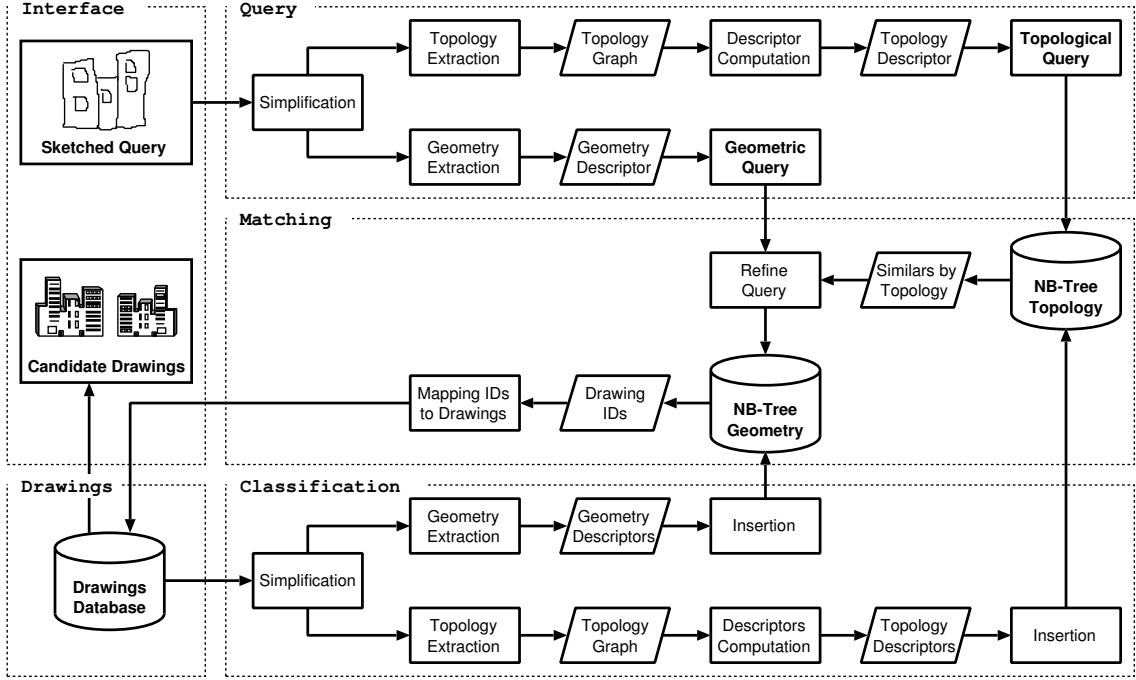 Interface
Sketched Query
Candidate Drawings
Query
Simplification
Topology
Extraction
Topology
Graph
Descriptor
Computation
Topology
Descriptor
Topological
Query
Geometry
Extraction
Geometry
Descriptor
Geometric
Query
Matching
Refine
Query
Similars by
Topology
NB-Tree
Topology
Mapping IDs
to Drawings
Drawing
IDs
NB-Tree
Geometry
Drawings
Drawings
Database
Classification
Simplification
Geometry
Extraction
Geometry
Descriptors
Insertion
Topology
Extraction
Topology
Graph
Descriptors
Computation
Topology
Descriptors
Insertion